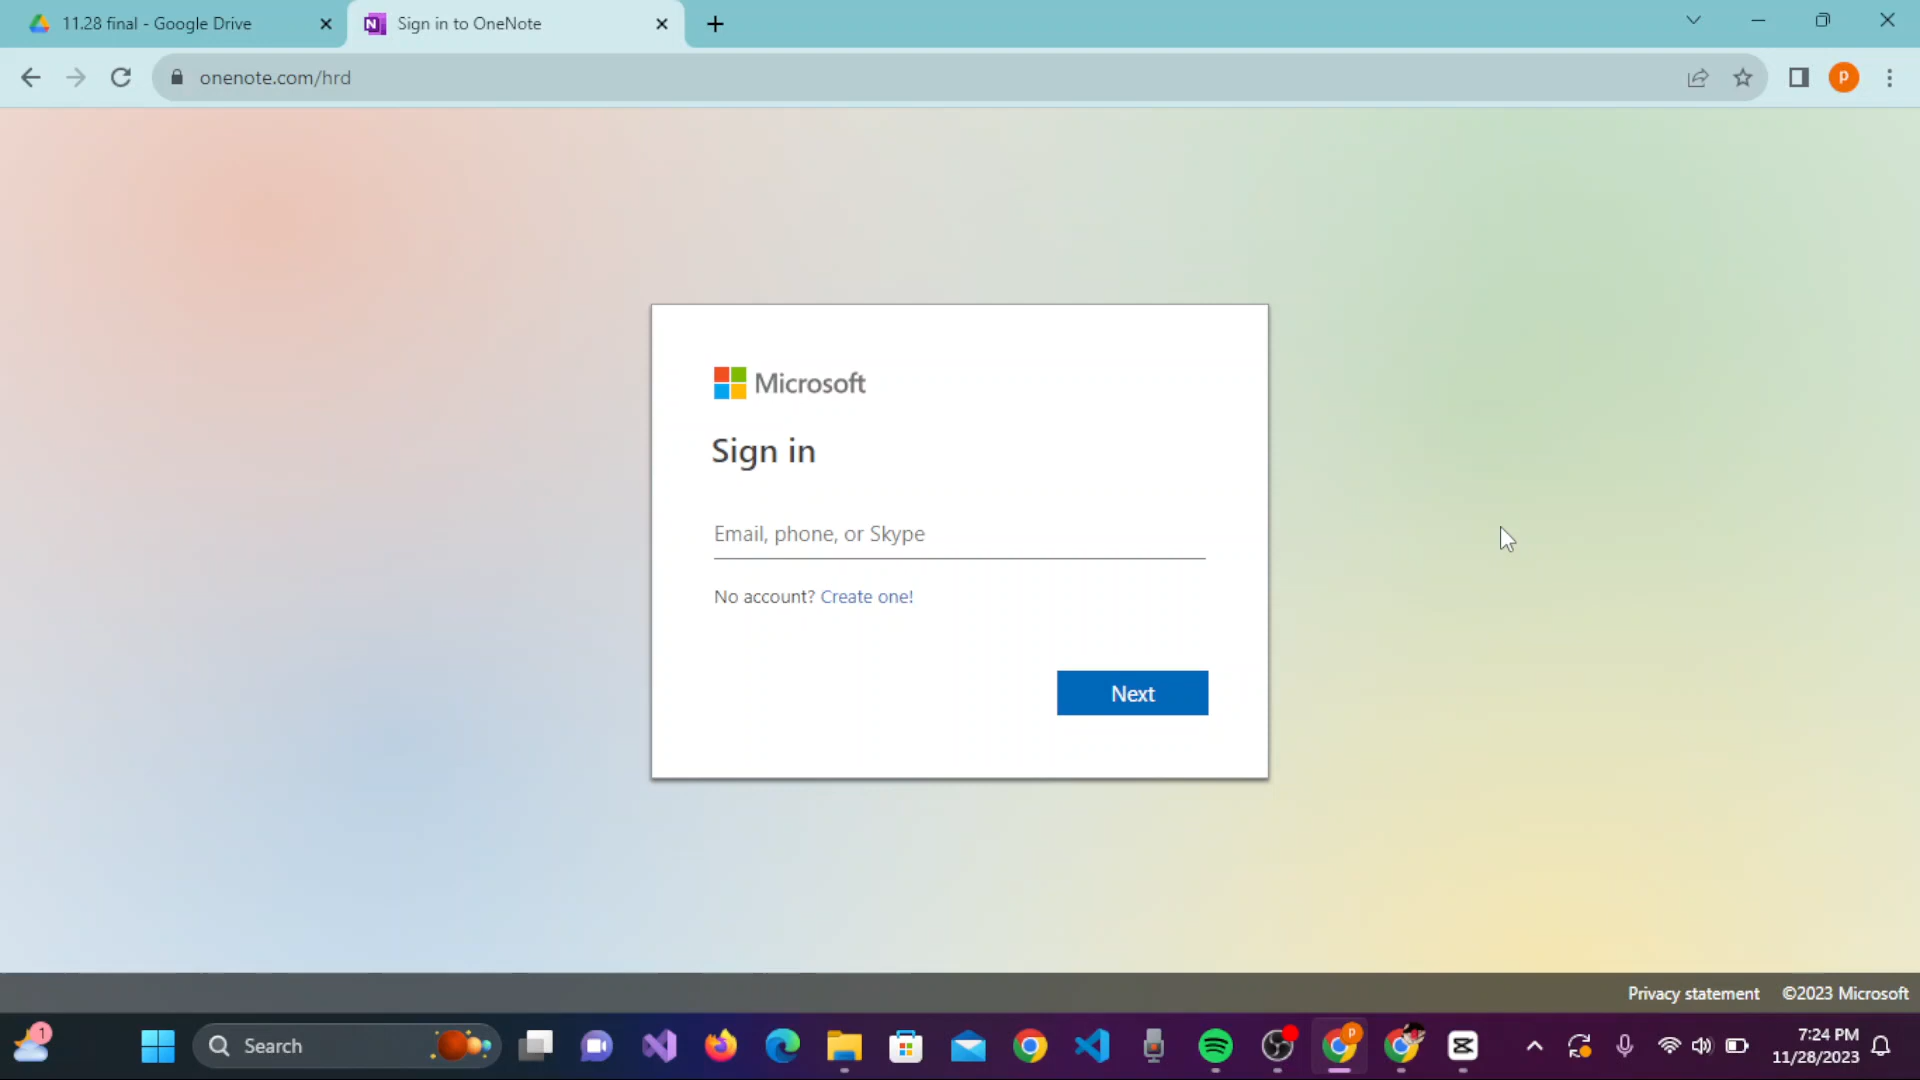 11.28 final - Google Drive
Sign in to OneNote
onenote.com/hrd
P
Microsoft
Sign in
Email, phone, or Skype
No account? Create one!
Next
Privacy statement ©2023 Microsoft
1
Search
P
7:24 PM
11/28/2023